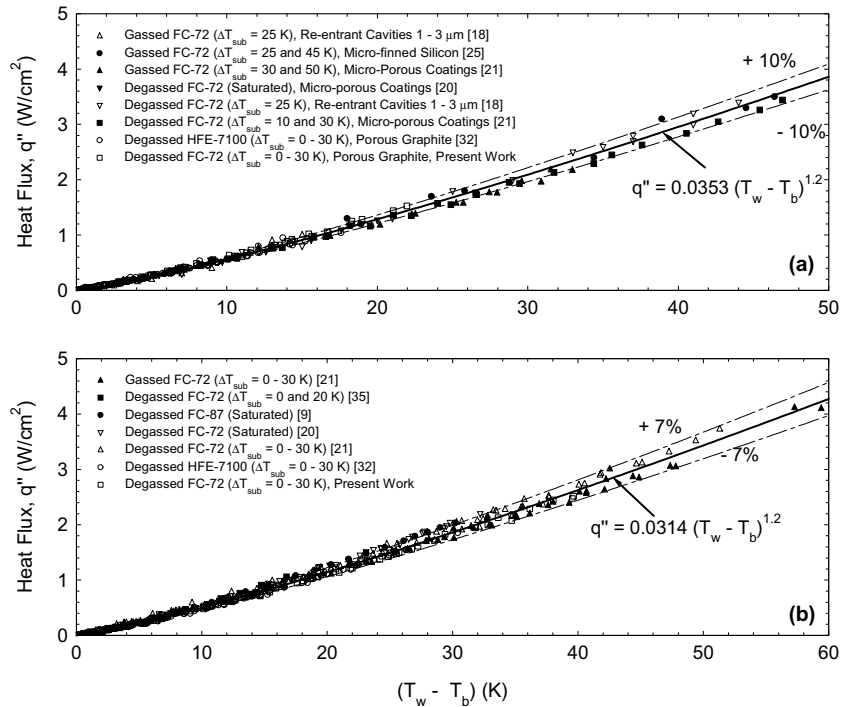 5
4
3
2
1
0
Heat Flux, q" (W/cm²)
Gassed FC-72 (ΔT_sub = 25 K), Re-entrant Cavities 1 - 3 μm [18]
Gassed FC-72 (ΔT_sub = 25 and 45 K), Micro-finned Silicon [25]
Gassed FC-72 (ΔT_sub = 30 and 50 K), Micro-Porous Coatings [21]
Degassed FC-72 (Saturated), Micro-porous Coatings [20]
Degassed FC-72 (ΔT_sub = 25 K), Re-entrant Cavities 1 - 3 μm [18]
Degassed FC-72 (ΔT_sub = 10 and 30 K), Micro-porous Coatings [21]
Degassed HFE-7100 (ΔT_sub = 0 - 30 K), Porous Graphite [32]
Degassed FC-72 (ΔT_sub = 0 - 30 K), Porous Graphite, Present Work
+ 10%
- 10%
q" = 0.0353 (T_w - T_b)^1.2
(a)
0 10 20 30 40 50
5
4
3
2
1
0
Heat Flux, q" (W/cm²)
Gassed FC-72 (ΔT_sub = 0 - 30 K) [21]
Degassed FC-72 (ΔT_sub = 0 and 20 K) [35]
Degassed FC-87 (Saturated) [9]
Degassed FC-72 (Saturated) [20]
Degassed FC-72 (ΔT_sub = 0 - 30 K) [21]
Degassed HFE-7100 (ΔT_sub = 0 - 30 K) [32]
Degassed FC-72 (ΔT_sub = 0 - 30 K), Present Work
+ 7%
- 7%
q" = 0.0314 (T_w - T_b)^1.2
(b)
0 10 20 30 40 50 60
(T_w - T_b) (K)